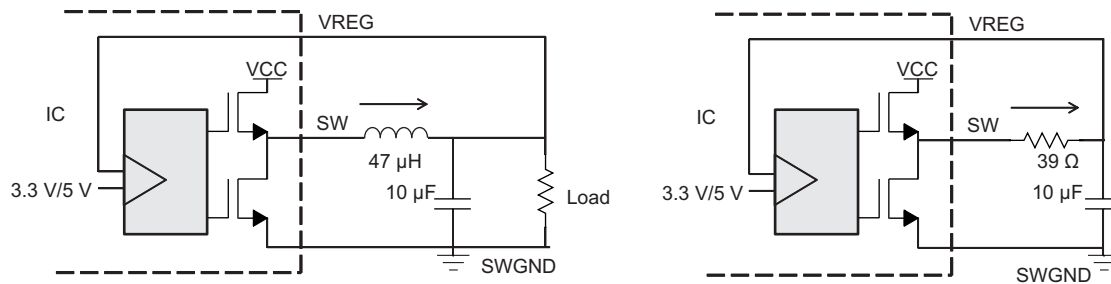 VREG
VCC
IC
SW
47 µH
3.3 V/5 V
10 µF
Load
SWGND
VREG
VCC
IC
SW
39 Ω
3.3 V/5 V
10 µF
SWGND